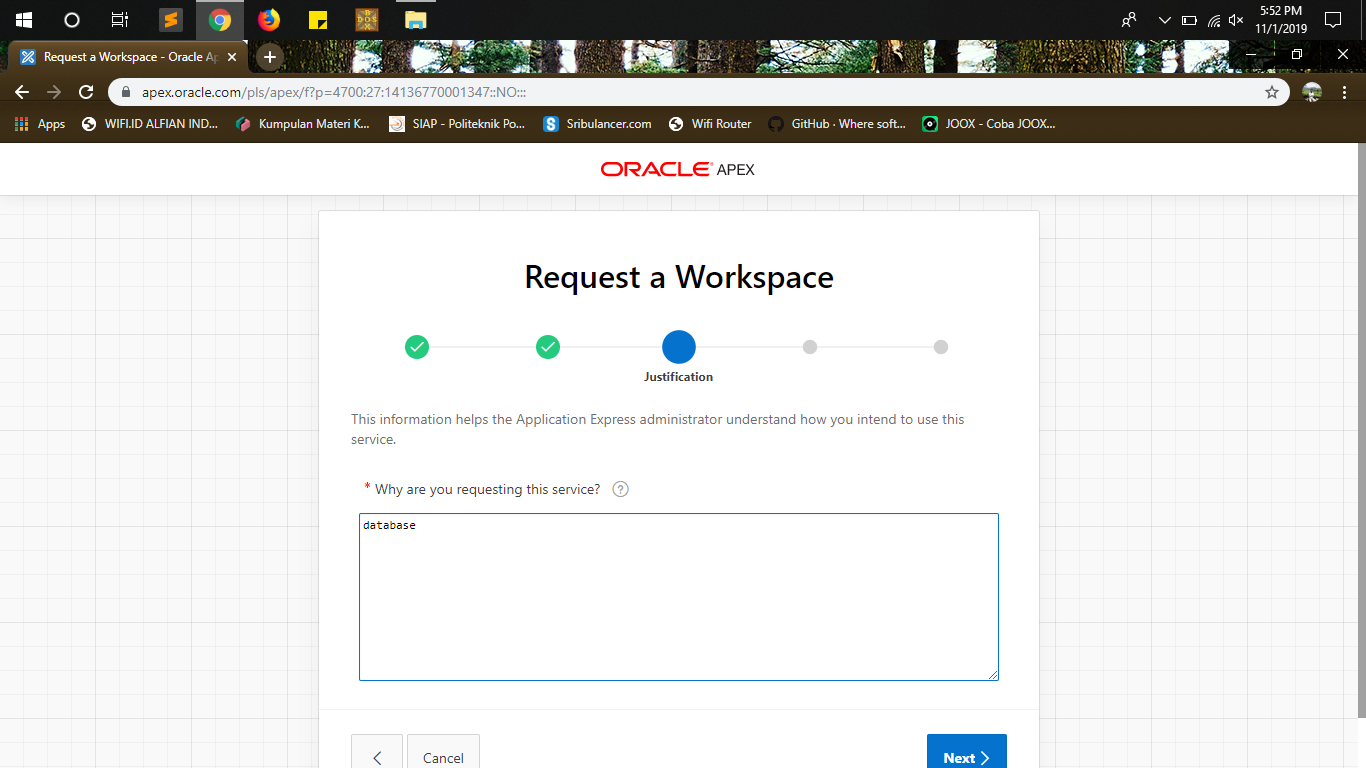 5:52 PM
11/1/2019
Request a Workspace - Oracle Ap
apex.oracle.com/pls/apex/f?p=4700:27:14136770001347::NO:::
Apps
WIFI.ID ALFIAN IND...
Kumpulan Materi K...
SIAP - Politeknik Po...
Sribulancer.com
Wifi Router
GitHub · Where soft...
JOOX - Coba JOOX...
ORACLE® APEX
Request a Workspace
Justification
This information helps the Application Express administrator understand how you intend to use this
service.
* Why are you requesting this service? ?
database
Cancel
Next